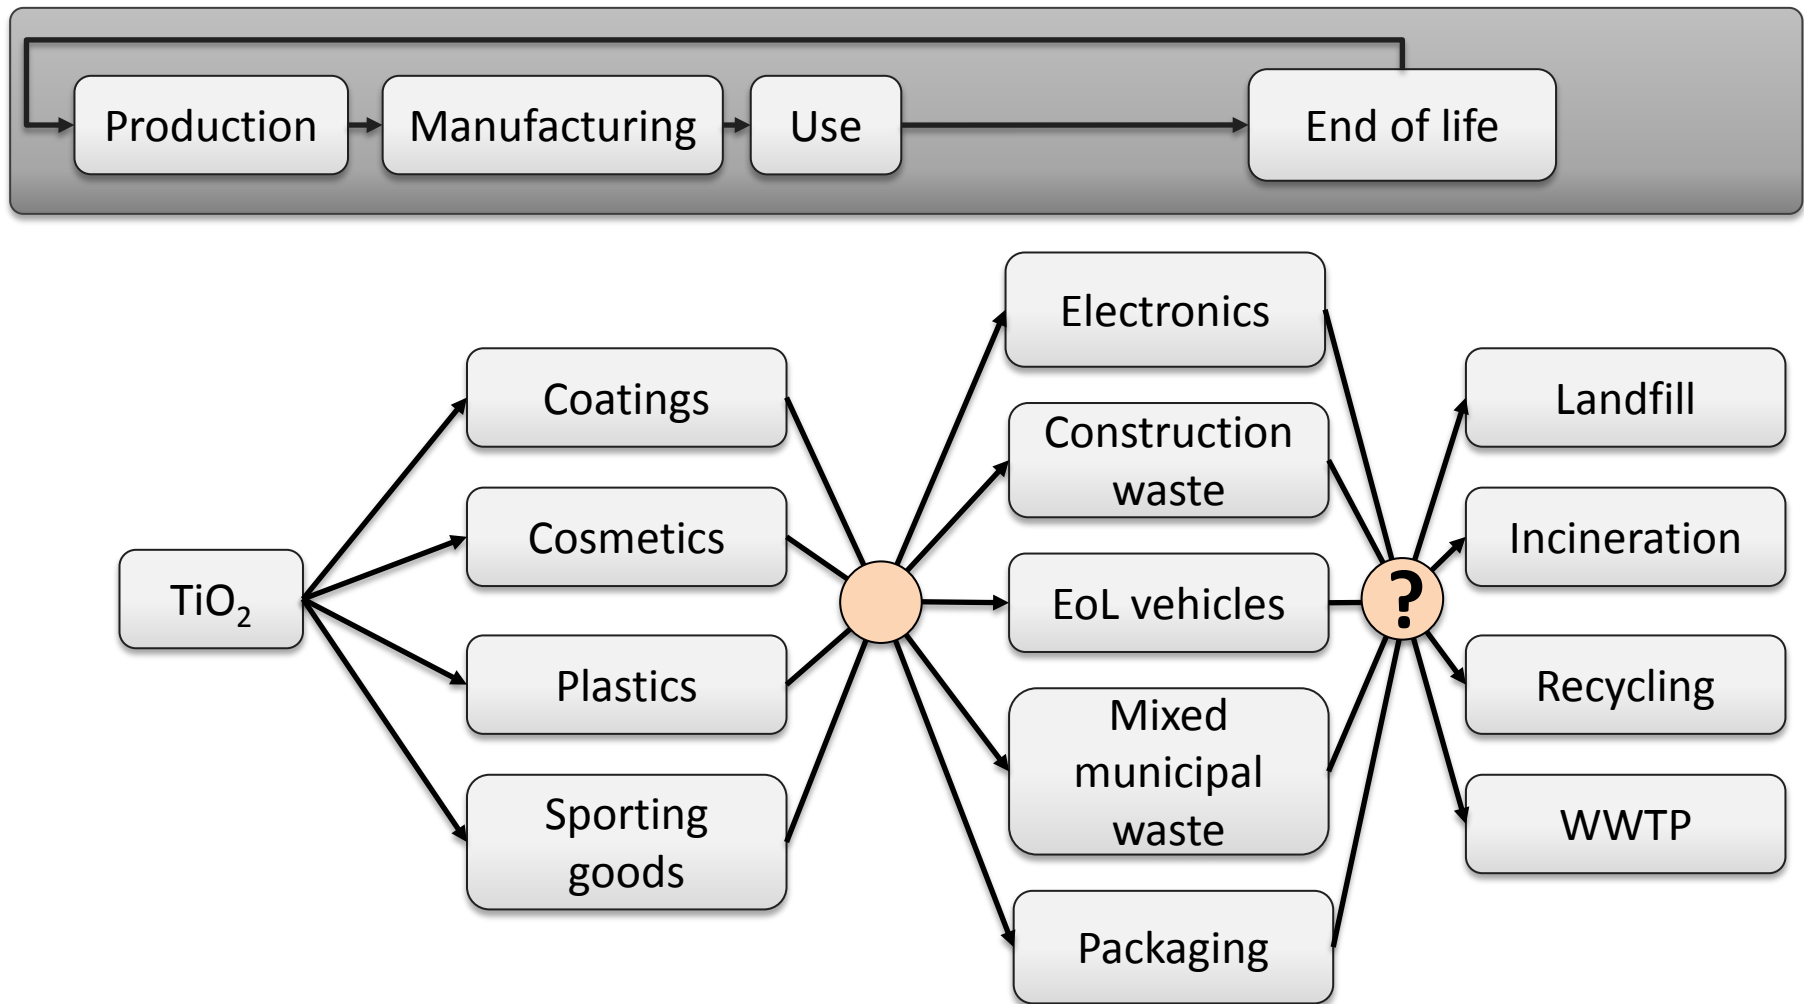 Production
Manufacturing
Use
End of life
TiO₂
Coatings
Cosmetics
Plastics
Sporting
goods
Electronics
Construction
waste
EoL vehicles
Mixed
municipal
waste
Packaging
?
Landfill
Incineration
Recycling
WWTP